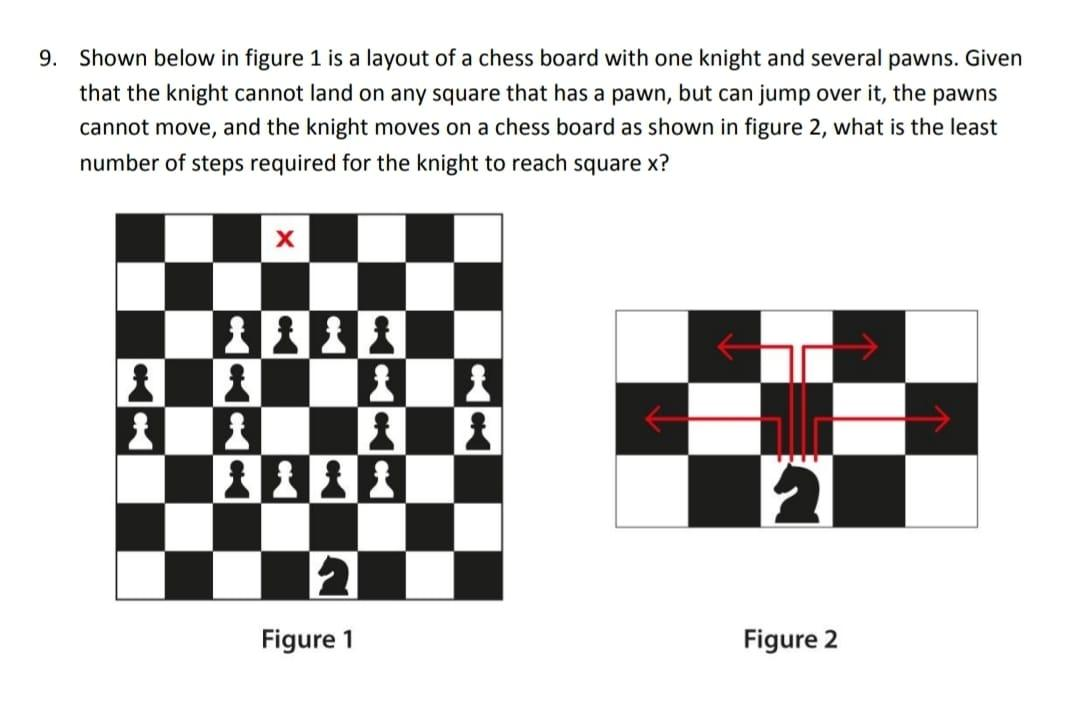 9. Shown below in figure 1 is a layout of a chess board with one knight and several pawns. Given
that the knight cannot land on any square that has a pawn, but can jump over it, the pawns
cannot move, and the knight moves on a chess board as shown in figure 2, what is the least
number of steps required for the knight to reach square x?
X
Figure 1
Figure 2